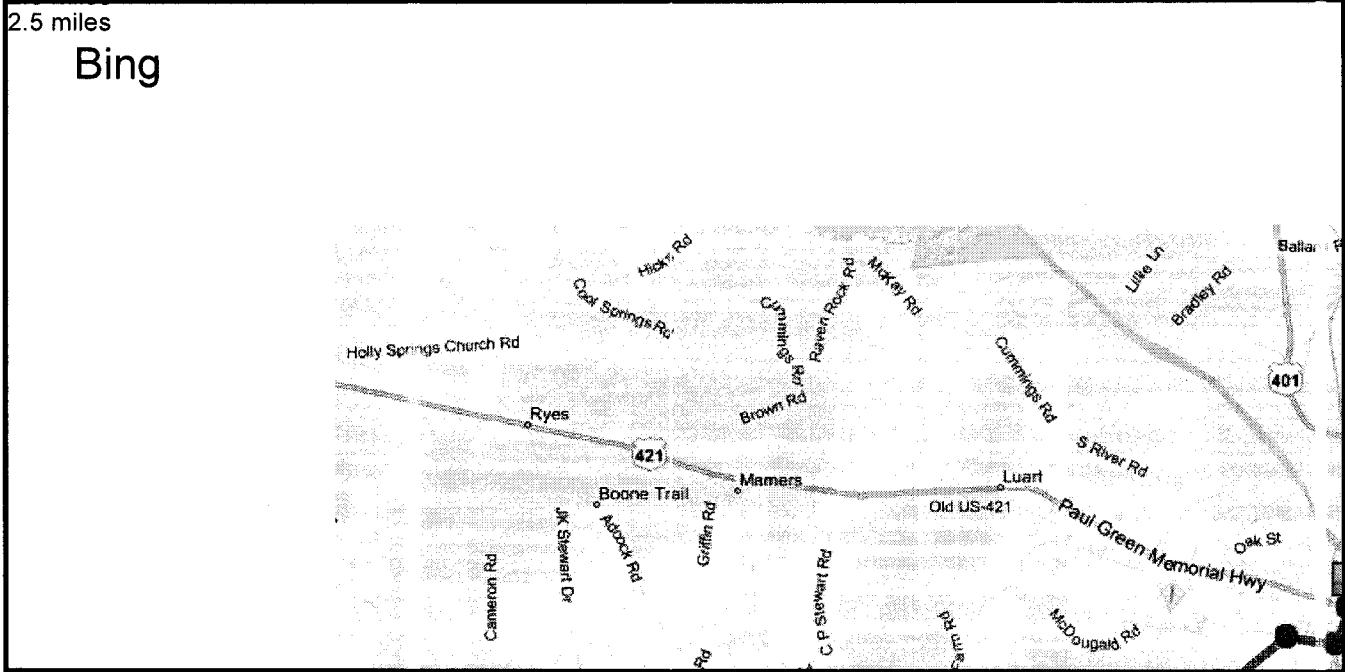 2.5 miles
Bing
Hickr Rd
Cool Springs Rd
Holly Springs Church Rd
Cummings Rd
Raven Rock Rd
McKay Rd
Lillie Ln
Bradley Rd
401
Cummings Rd
Brown Rd
Ryes
421
S River Rd
Mamers
Luart
Boone Trail
Old US-421
Paul Green Memorial Hwy
Oak St
JK Stewart Dr
Adcock Rd
Griffin Rd
Cameron Rd
C P Stewart Rd
McDougald Rd
Rd